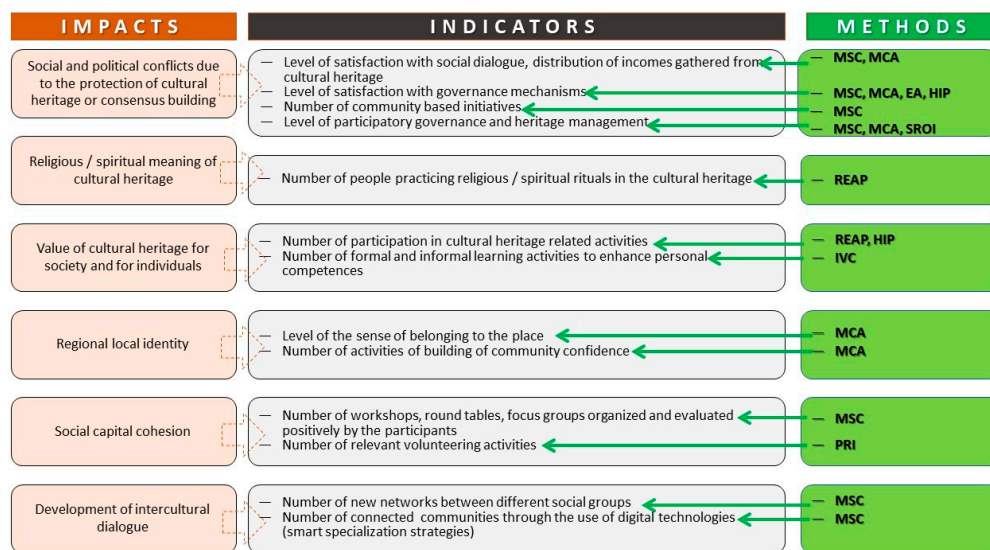 IMPACTS
INDICATORS
METHODS
Social and political conflicts due
to the protection of cultural
heritage or consensus building
— Level of satisfaction with social dialogue, distribution of incomes gathered from
cultural heritage
— Level of satisfaction with governance mechanisms
— Number of community based initiatives
— Level of participatory governance and heritage management
— MSC, MCA
— MSC, MCA, EA, HIP
— MSC
— MSC, MCA, SROI
Religious / spiritual meaning of
cultural heritage
— Number of people practicing religious / spiritual rituals in the cultural heritage
— REAP
Value of cultural heritage for
society and for individuals
— Number of participation in cultural heritage related activities
— Number of formal and informal learning activities to enhance personal
competences
— REAP, HIP
— IVC
Regional local identity
— Level of the sense of belonging to the place
— Number of activities of building of community confidence
— MCA
— MCA
Social capital cohesion
— Number of workshops, round tables, focus groups organized and evaluated
positively by the participants
— Number of relevant volunteering activities
— MSC
— PRI
Development of intercultural
dialogue
— Number of new networks between different social groups
— Number of connected communities through the use of digital technologies
(smart specialization strategies)
— MSC
— MSC